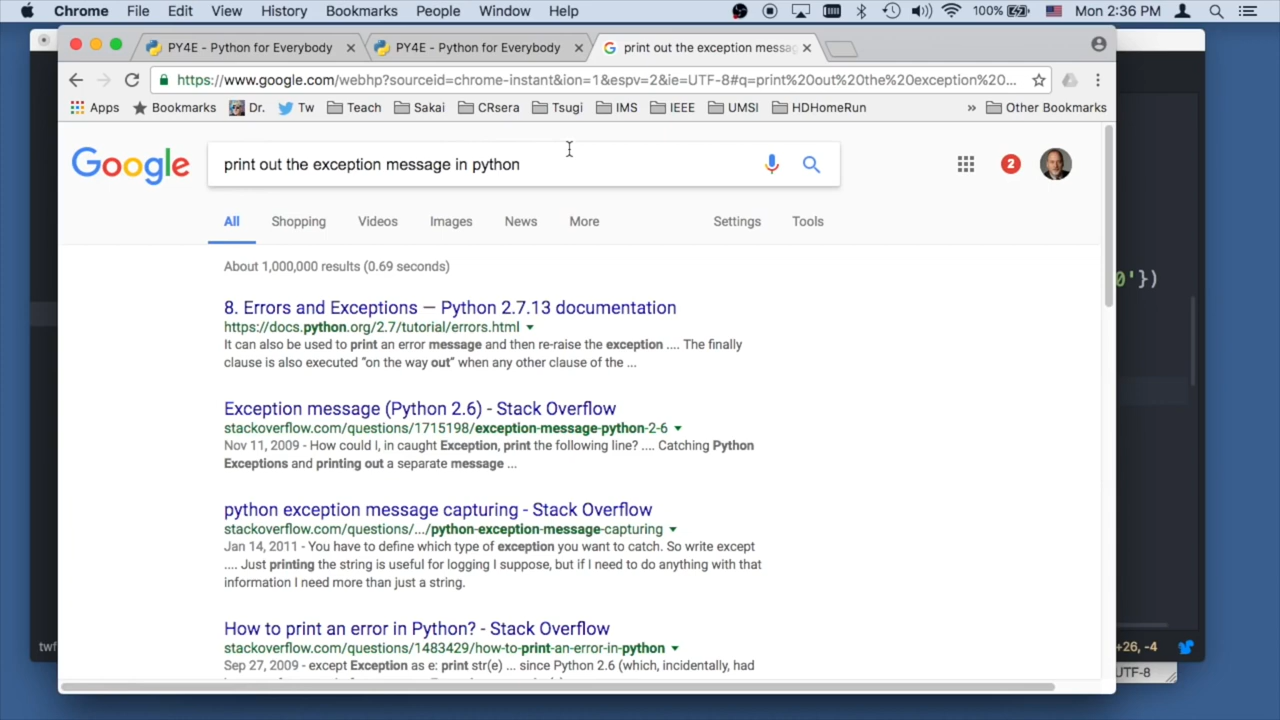 Chrome File Edit View History Bookmarks People Window Help 100% Mon 2:36 PM
PY4E - Python for Everybody × PY4E - Python for Everybody × print out the exception messag ×
https://www.google.com/webhp?sourceid=chrome-instant&ion=1&espv=2&ie=UTF-8#q=print%20out%20the%20exception%20...
Apps Bookmarks Dr. Tw Teach Sakai CRsera Tsugi IMS IEEE UMSI HDHomeRun » Other Bookmarks
Google print out the exception message in python 2
All Shopping Videos Images News More Settings Tools
About 1,000,000 results (0.69 seconds)
0'})
8. Errors and Exceptions — Python 2.7.13 documentation
https://docs.python.org/2.7/tutorial/errors.html
It can also be used to print an error message and then re-raise the exception .... The finally
clause is also executed “on the way out” when any other clause of the ...
Exception message (Python 2.6) - Stack Overflow
stackoverflow.com/questions/1715198/exception-message-python-2-6
Nov 11, 2009 - How could I, in caught Exception, print the following line? .... Catching Python
Exceptions and printing out a separate message ...
python exception message capturing - Stack Overflow
stackoverflow.com/questions/.../python-exception-message-capturing
Jan 14, 2011 - You have to define which type of exception you want to catch. So write except
.... Just printing the string is useful for logging I suppose, but if I need to do anything with that
information I need more than just a string.
How to print an error in Python? - Stack Overflow
stackoverflow.com/questions/1483429/how-to-print-an-error-in-python
twf +26, -4
Sep 27, 2009 - except Exception as e: print str(e) ... since Python 2.6 (which, incidentally, had
UTF-8